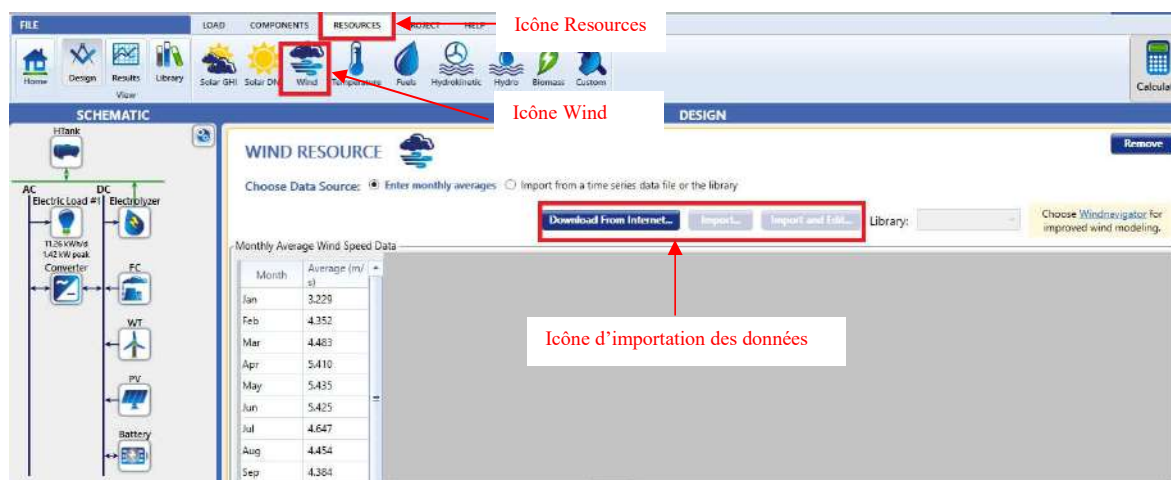 FILE
LOAD COMPONENTS RESOURCES PROJECT HELP
Icône Resources
Home Design Results Library Solar GHI Solar DNI Wind Temperature Fuels Hydrokinetic Hydro Biomass Custom
View
Calculate
Icône Wind
SCHEMATIC
DESIGN
HTank
AC DC
Electric Load #1 Electrolyzer
11.26 kWh/d
1.42 kW peak
Converter FC
WT
PV
Battery
WIND RESOURCE
Remove
Choose Data Source: Enter monthly averages Import from a time series data file or the library
Download From Internet... Import... Import and Edit... Library:
Choose Windnavigator for
improved wind modeling.
Monthly Average Wind Speed Data
Month Average (m/
s)
Jan 3.229
Feb 4.352
Mar 4.483
Apr 5.410
May 5.435
Jun 5.425
Jul 4.647
Aug 4.454
Sep 4.384
Icône d’importation des données